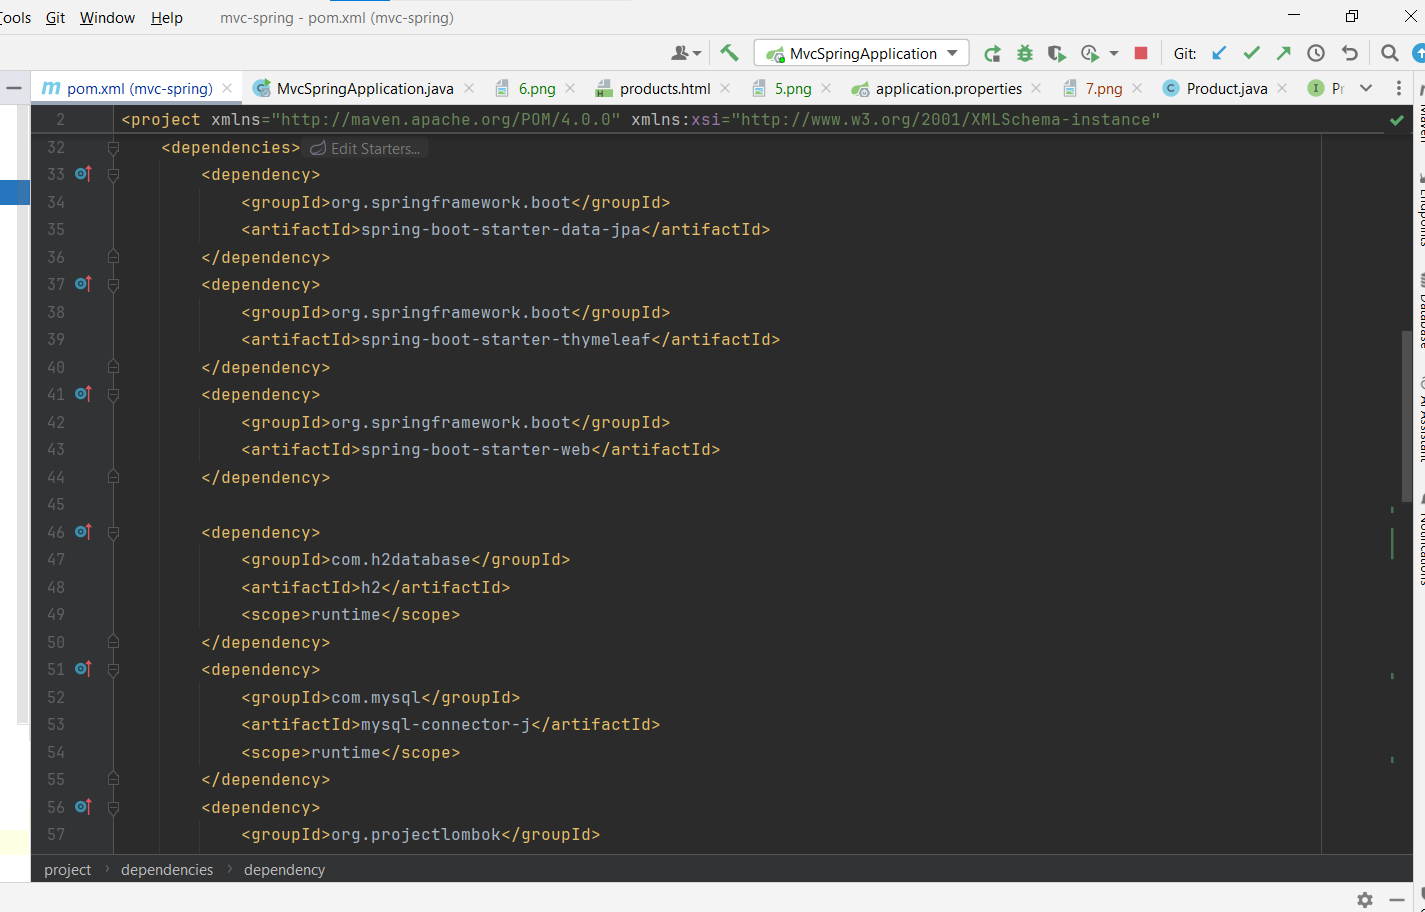 Tools Git Window Help mvc-spring - pom.xml (mvc-spring)
MvcSpringApplication Git:
pom.xml (mvc-spring) MvcSpringApplication.java 6.png products.html 5.png application.properties 7.png Product.java Pr
2 <project xmlns="http://maven.apache.org/POM/4.0.0" xmlns:xsi="http://www.w3.org/2001/XMLSchema-instance"
32 <dependencies> Edit Starters...
33 <dependency>
34 <groupId>org.springframework.boot</groupId>
35 <artifactId>spring-boot-starter-data-jpa</artifactId>
36 </dependency>
37 <dependency>
38 <groupId>org.springframework.boot</groupId>
39 <artifactId>spring-boot-starter-thymeleaf</artifactId>
40 </dependency>
41 <dependency>
42 <groupId>org.springframework.boot</groupId>
43 <artifactId>spring-boot-starter-web</artifactId>
44 </dependency>
45
46 <dependency>
47 <groupId>com.h2database</groupId>
48 <artifactId>h2</artifactId>
49 <scope>runtime</scope>
50 </dependency>
51 <dependency>
52 <groupId>com.mysql</groupId>
53 <artifactId>mysql-connector-j</artifactId>
54 <scope>runtime</scope>
55 </dependency>
56 <dependency>
57 <groupId>org.projectlombok</groupId>
project dependencies dependency
Maven
Endpoints
Database
AI Assistant
Notifications